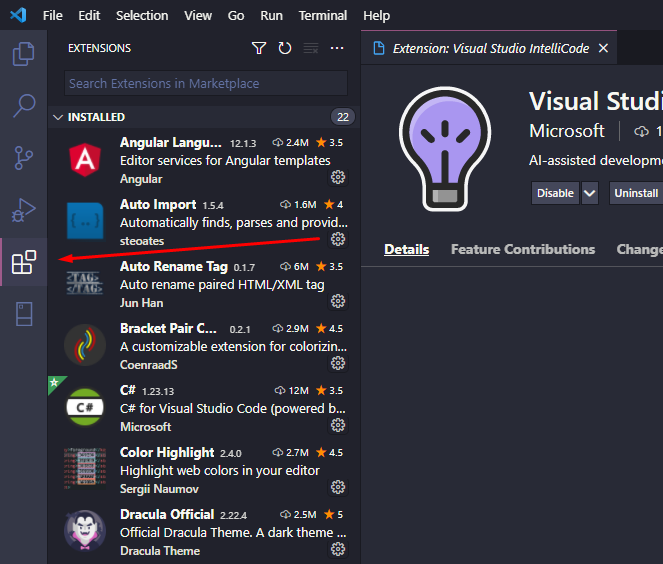 File Edit Selection View Go Run Terminal Help
EXTENSIONS
Search Extensions in Marketplace
INSTALLED 22
Angular Langu... 12.1.3 2.4M 3.5
Editor services for Angular templates
Angular
Auto Import 1.5.4 1.6M 4
Automatically finds, parses and provid...
steoates
Auto Rename Tag 0.1.7 6M 3.5
Auto rename paired HTML/XML tag
Jun Han
Bracket Pair C... 0.2.1 2.9M 4.5
A customizable extension for colorizin...
CoenraadS
C# 1.23.13 12M 3.5
C# for Visual Studio Code (powered b...
Microsoft
Color Highlight 2.4.0 2.7M 4.5
Highlight web colors in your editor
Sergii Naumov
Dracula Official 2.22.4 2.5M 5
Official Dracula Theme. A dark theme ...
Dracula Theme
A
{..}
<TAG>
</TAG>
C#
Extension: Visual Studio IntelliCode
Visual Studi
Microsoft 1
AI-assisted developm
Disable Uninstall
Details Feature Contributions Change